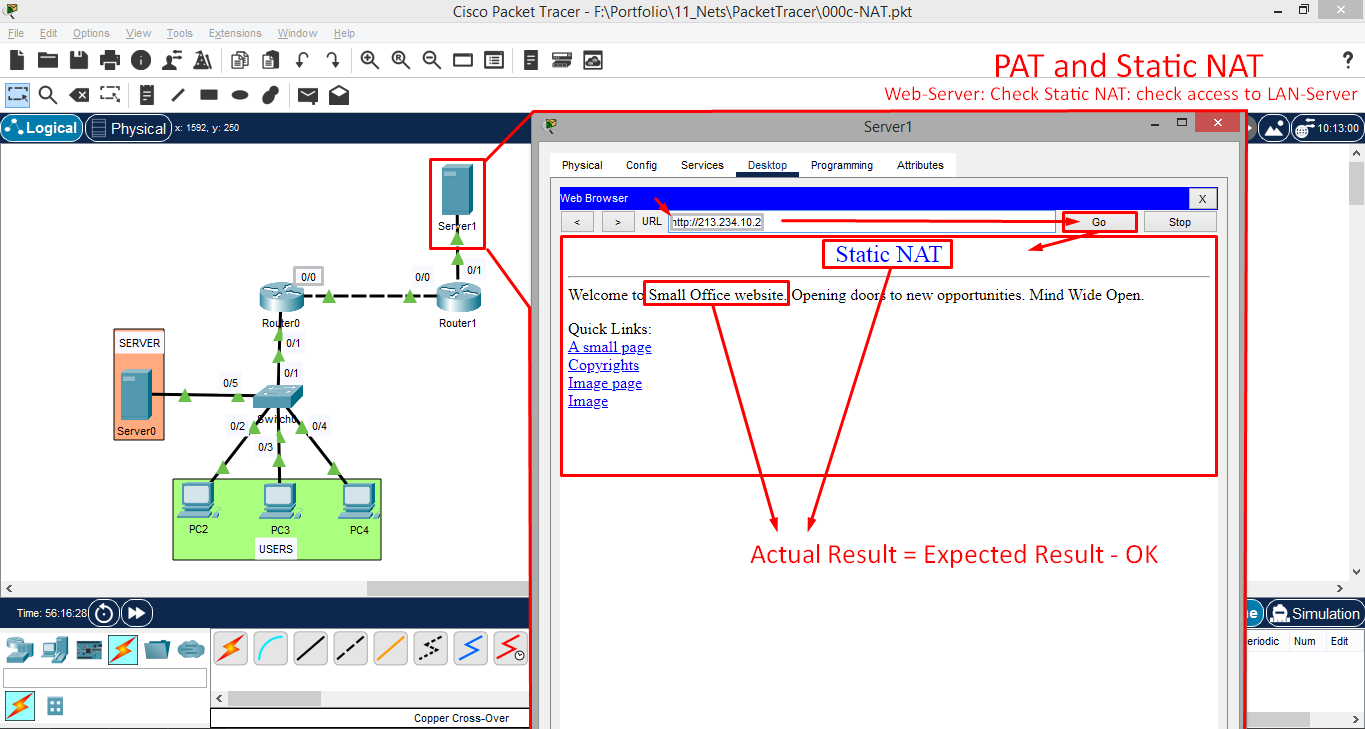 Cisco Packet Tracer - F:\Portfolio\11_Nets\PacketTracer\000c-NAT.pkt
File Edit Options View Tools Extensions Window Help
PAT and Static NAT
?
Web-Server: Check Static NAT: check access to LAN-Server
Logical Physical x: 1592, y: 250
10:13:00
Server1
Physical Config Services Desktop Programming Attributes
Web Browser X
< > URL http://213.234.10.2 Go Stop
Static NAT
Welcome to Small Office website. Opening doors to new opportunities. Mind Wide Open.
Quick Links:
A small page
Copyrights
Image page
Image
Actual Result = Expected Result - OK
Server1
0/1
0/0 0/0
Router0 Router1
0/1
SERVER
0/1
0/5
Switch0
Server0
0/2 0/4
0/3
PC2 PC3 PC4
USERS
Time: 56:16:28
Simulation
eriodic Num Edit
Copper Cross-Over